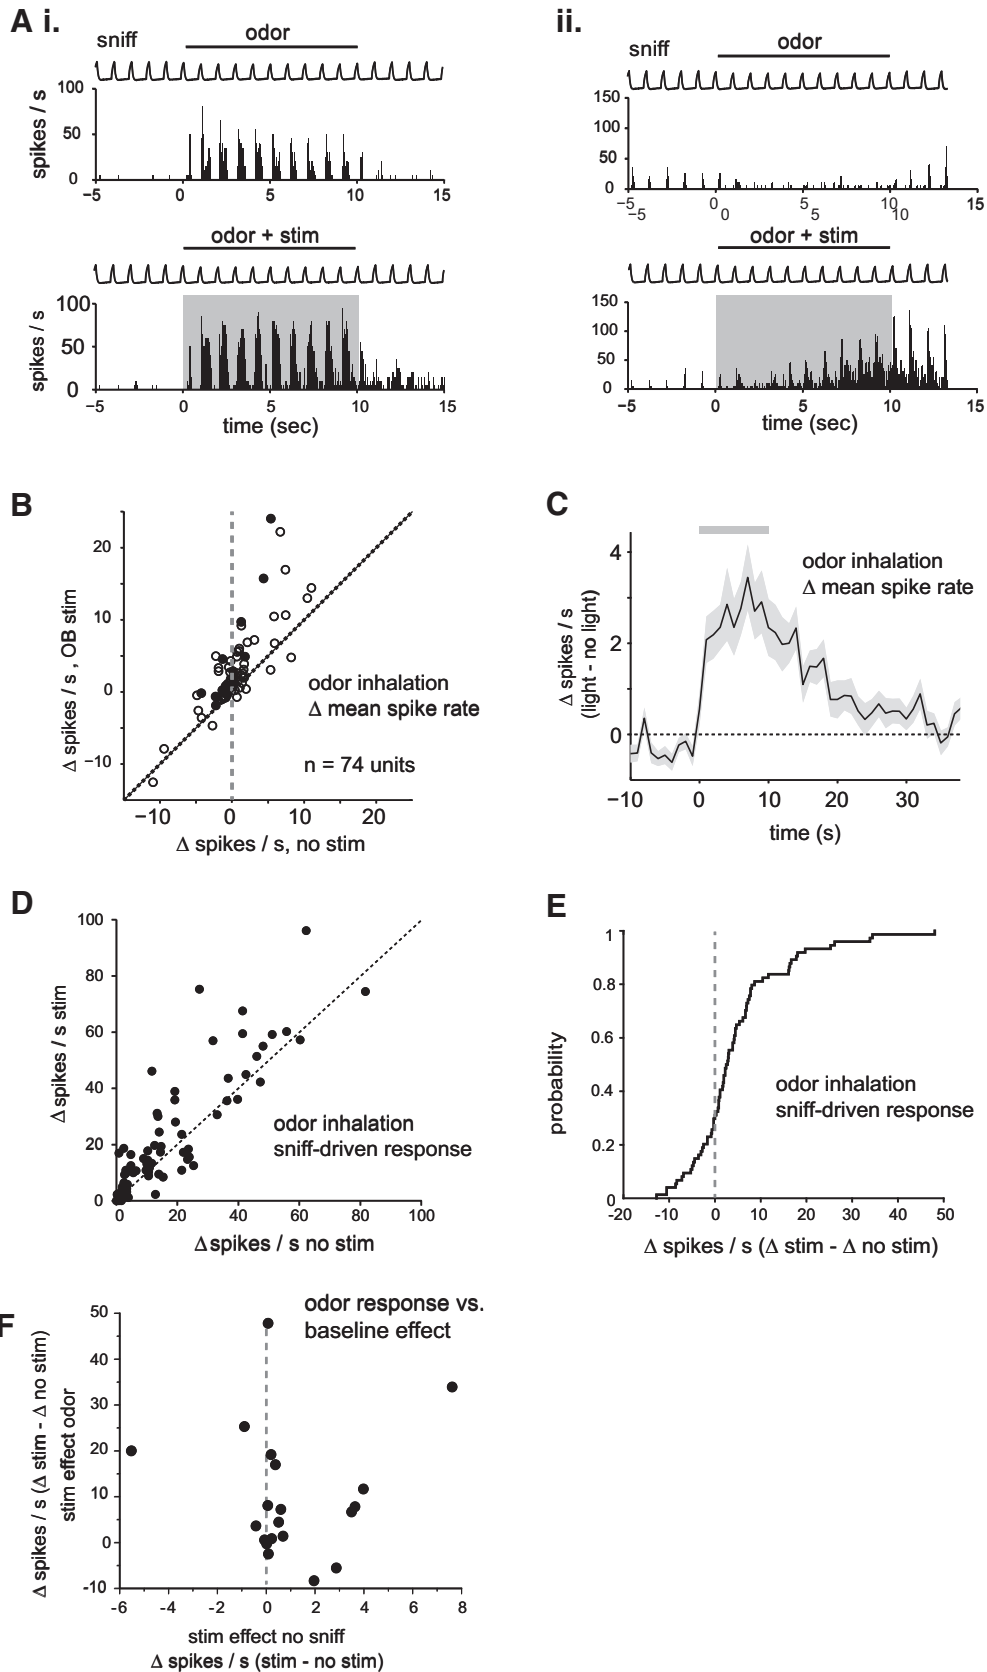 A i.
sniff
odor
spikes / s
100
50
0
−5
0
5
10
15
odor + stim
spikes / s
100
50
0
−5
0
5
10
15
time (sec)
ii.
sniff
odor
150
100
50
0
−5
0
5
10
15
−5
0
5
10
odor + stim
150
100
50
0
−5
0
5
10
15
time (sec)
B
Δ spikes / s , OB stim
20
10
0
−10
odor inhalation
Δ mean spike rate
n = 74 units
−10
0
10
20
Δ spikes / s, no stim
C
Δ spikes / s
(light - no light)
4
2
0
odor inhalation
Δ mean spike rate
−10
0
10
20
30
time (s)
D
Δ spikes / s stim
100
80
60
40
20
0
odor inhalation
sniff-driven response
0
20
40
60
80
100
Δ spikes / s no stim
E
probability
1
0.8
0.6
0.4
0.2
0
odor inhalation
sniff-driven response
-20
-10
0
10
20
30
40
50
Δ spikes / s (Δ stim - Δ no stim)
F
odor response vs.
baseline effect
Δ spikes / s (Δ stim - Δ no stim)
stim effect odor
50
40
30
20
10
0
-10
-6
-4
-2
0
2
4
6
8
stim effect no sniff
Δ spikes / s (stim - no stim)